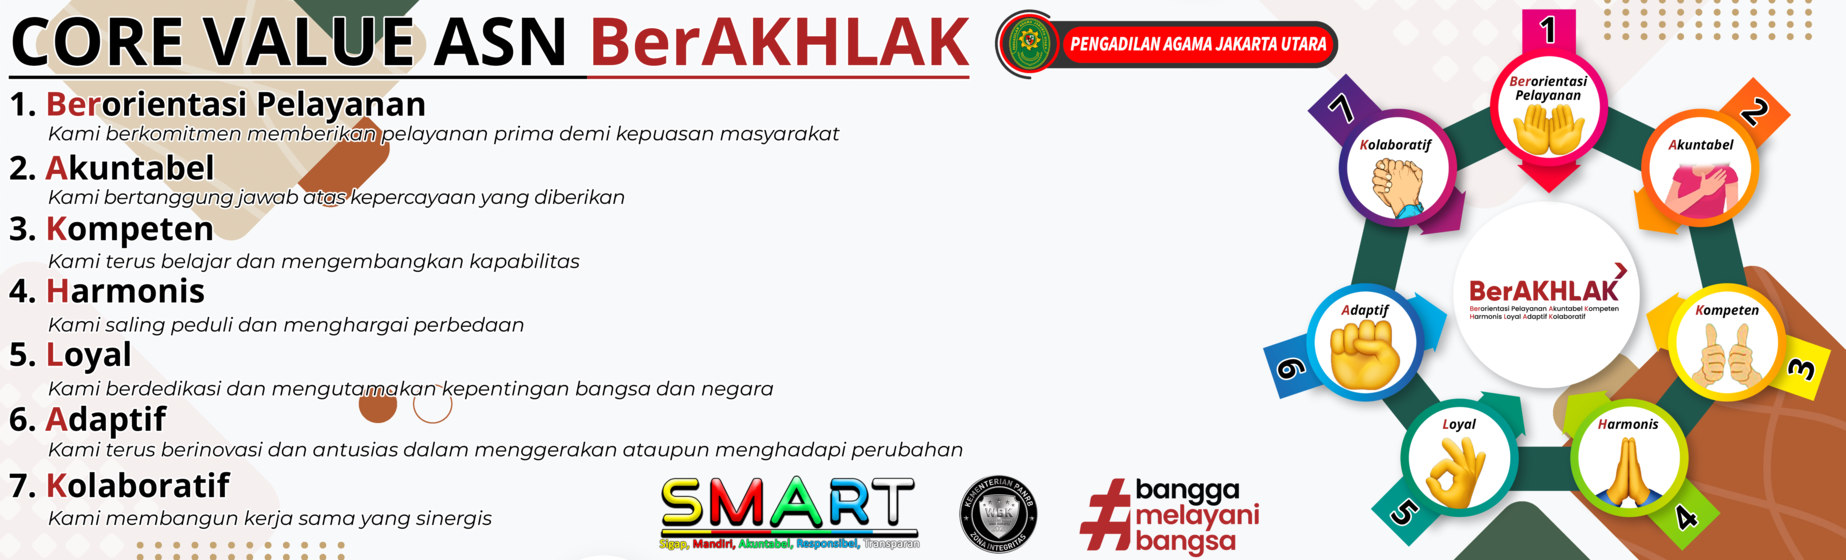 CORE VALUE ASN BerAKHLAK
PENGADILAN AGAMA JAKARTA UTARA
1. Berorientasi Pelayanan
Kami berkomitmen memberikan pelayanan prima demi kepuasan masyarakat
2. Akuntabel
Kami bertanggung jawab atas kepercayaan yang diberikan
3. Kompeten
Kami terus belajar dan mengembangkan kapabilitas
4. Harmonis
Kami saling peduli dan menghargai perbedaan
5. Loyal
Kami berdedikasi dan mengutamakan kepentingan bangsa dan negara
6. Adaptif
Kami terus berinovasi dan antusias dalam menggerakan ataupun menghadapi perubahan
7. Kolaboratif
Kami membangun kerja sama yang sinergis
SMART
Sigap, Mandiri, Akuntabel, Responsibel, Transparan
KEMENTERIAN PANRB
WBK
ZONA INTEGRITAS
#bangga
melayani
bangsa
1
Berorientasi
Pelayanan
2
Akuntabel
3
Kompeten
4
Harmonis
5
Loyal
6
Adaptif
7
Kolaboratif
BerAKHLAK
Berorientasi Pelayanan Akuntabel Kompeten
Harmonis Loyal Adaptif Kolaboratif